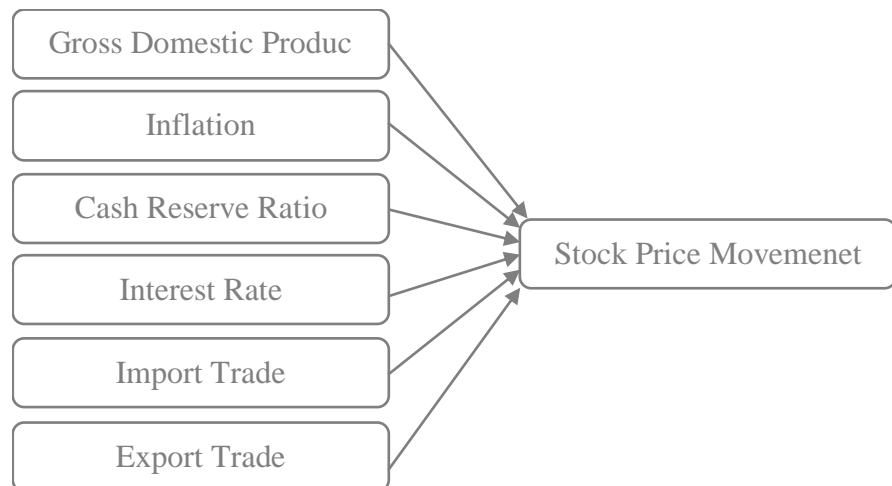 Gross Domestic Produc
Inflation
Cash Reserve Ratio
Interest Rate
Import Trade
Export Trade
Stock Price Movemenet